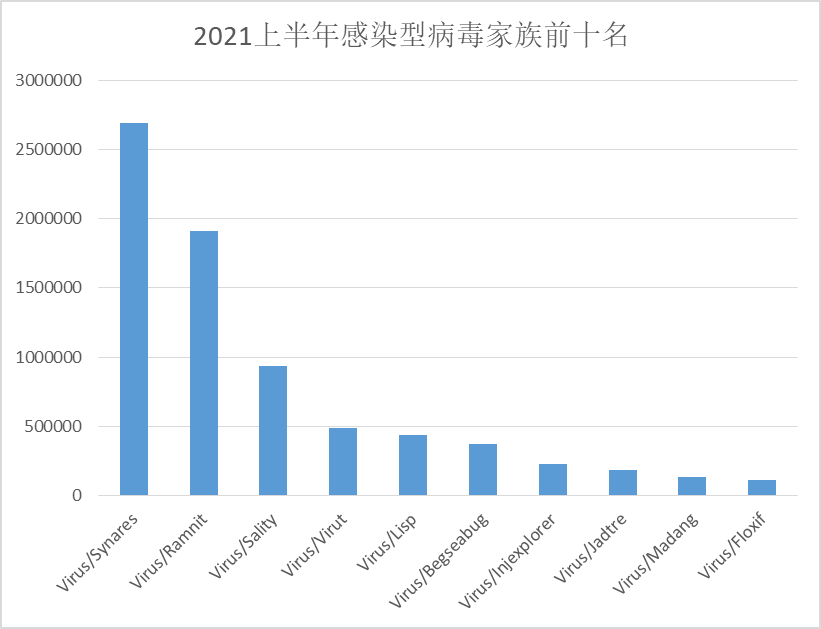 2021上半年感染型病毒家族前十名
3000000
2500000
2000000
1500000
1000000
500000
0
Virus/Synares
Virus/Ramnit
Virus/Sality
Virus/Virut
Virus/Lisp
Virus/Begseabug
Virus/Injexplorer
Virus/Jadtre
Virus/Madang
Virus/Floxif